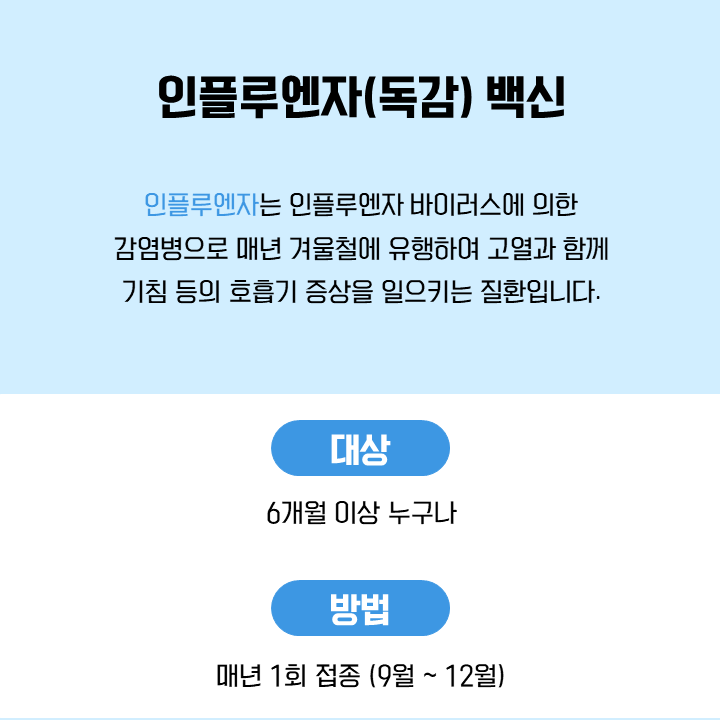 인플루엔자(독감) 백신
인플루엔자는 인플루엔자 바이러스에 의한
감염병으로 매년 겨울철에 유행하여 고열과 함께
기침 등의 호흡기 증상을 일으키는 질환입니다.
대상
6개월 이상 누구나
방법
매년 1회 접종 (9월 ~ 12월)